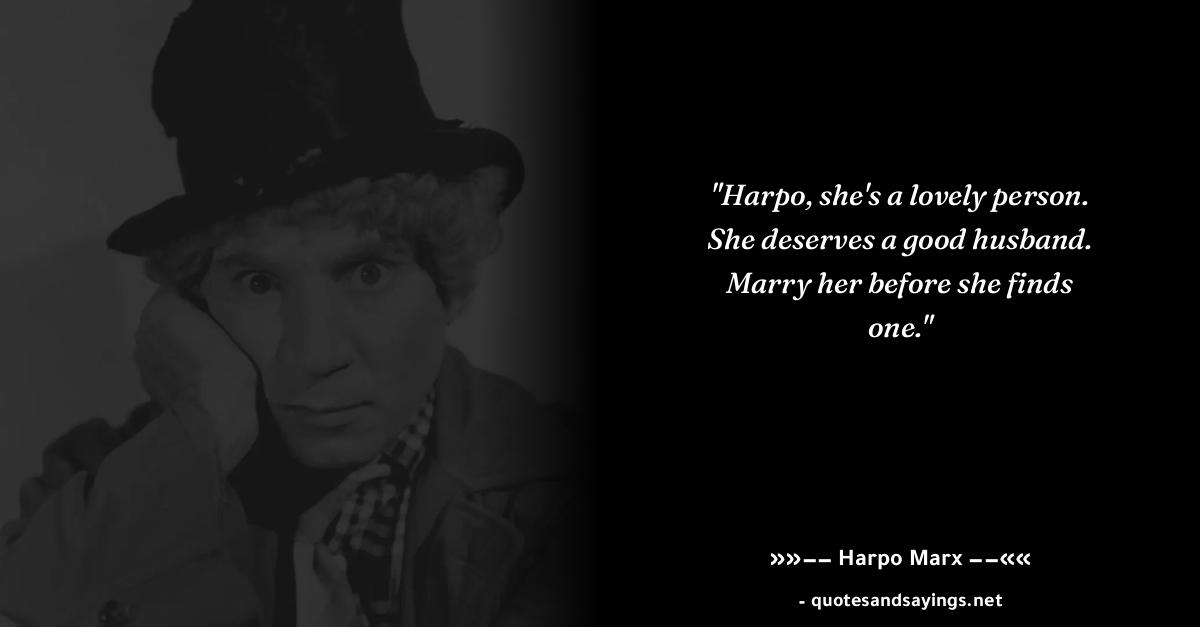 "Harpo, she's a lovely person.
She deserves a good husband.
Marry her before she finds
one."
»»−− Harpo Marx −−««
- quotesandsayings.net